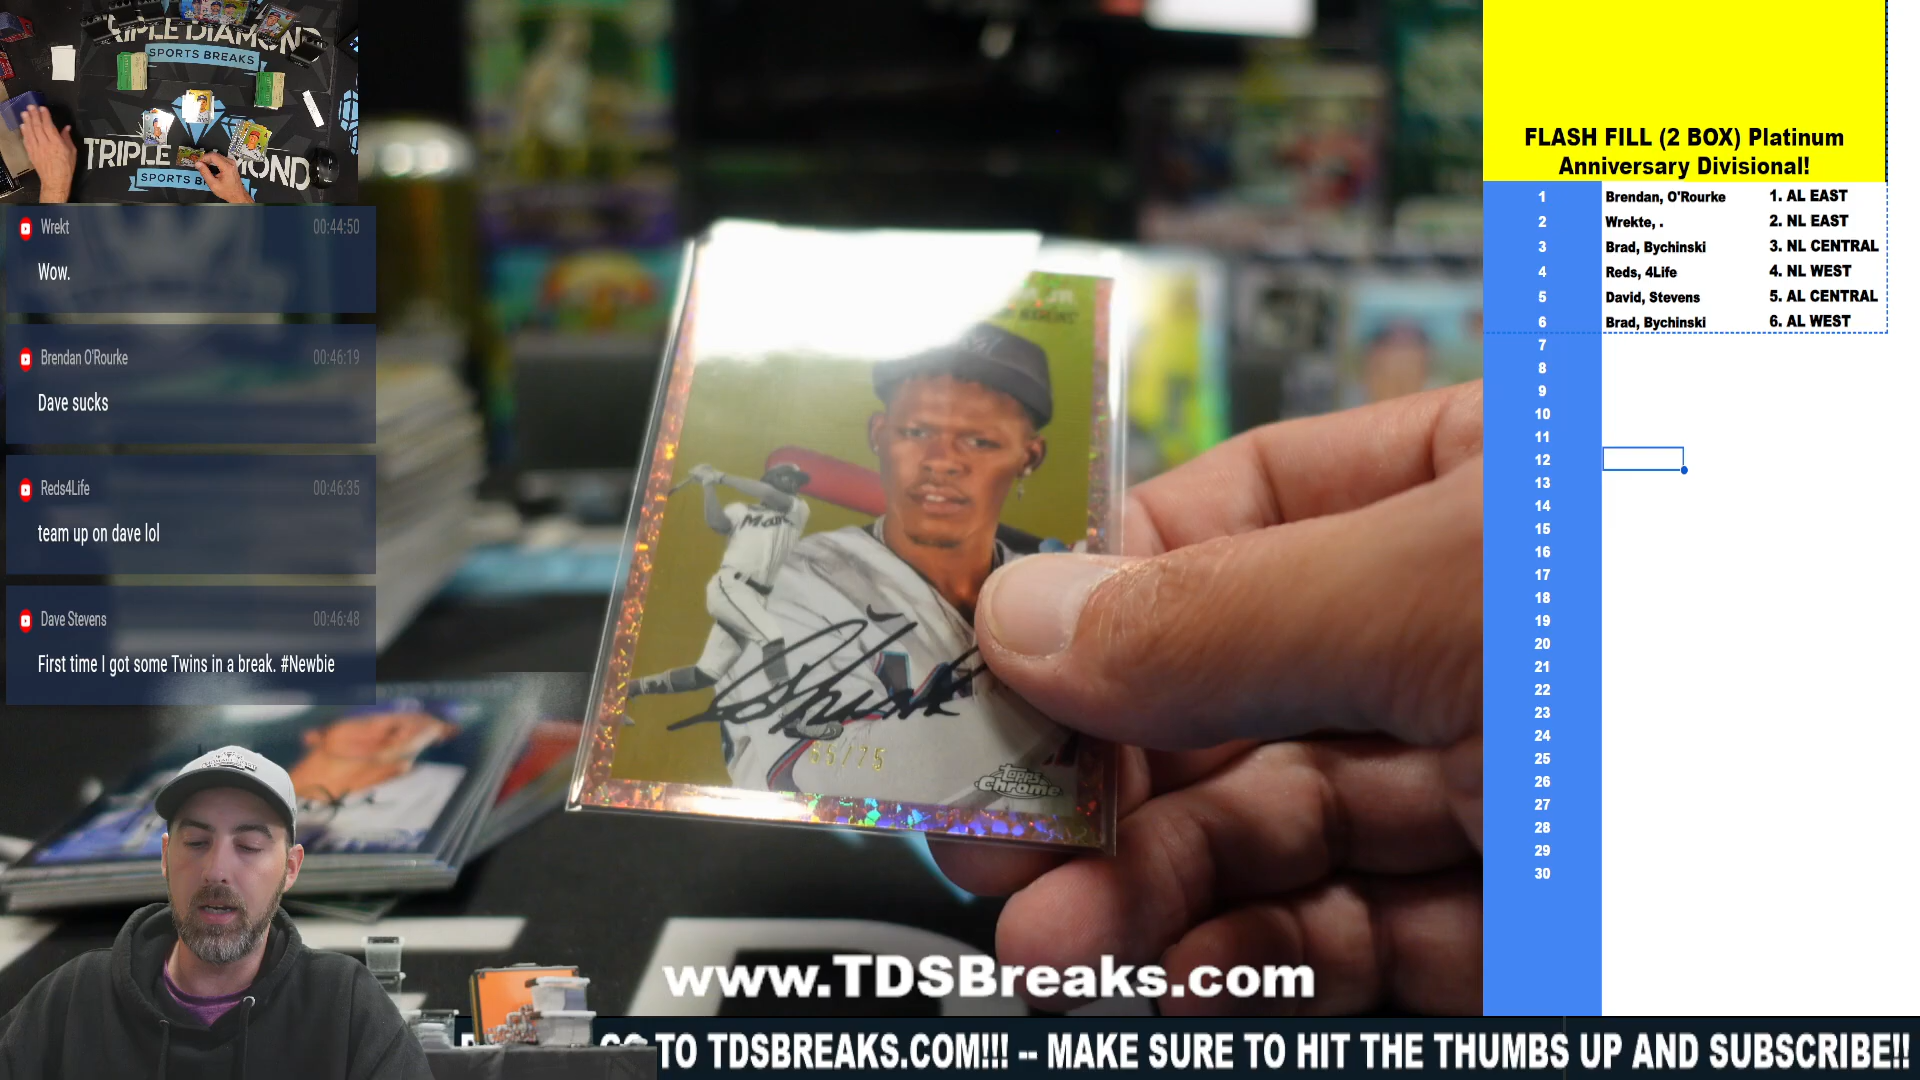 TRIPLE DIAMOND
SPORTS BREAKS
TRIPLE DIAMOND
SPORTS
Wrekt 00:44:50
Wow.
Brendan O'Rourke 00:46:19
Dave sucks
Reds4Life 00:46:35
team up on dave lol
Dave Stevens 00:46:48
First time I got some Twins in a break. #Newbie
JR.
MARLINS
Topps
Chrome
www.TDSBreaks.com
GO TO TDSBREAKS.COM!!! -- MAKE SURE TO HIT THE THUMBS UP AND SUBSCRIBE!!
FLASH FILL (2 BOX) Platinum
Anniversary Divisional!
1 Brendan, O'Rourke 1. AL EAST
2 Wrekte, . 2. NL EAST
3 Brad, Bychinski 3. NL CENTRAL
4 Reds, 4Life 4. NL WEST
5 David, Stevens 5. AL CENTRAL
6 Brad, Bychinski 6. AL WEST
7
8
9
10
11
12
13
14
15
16
17
18
19
20
21
22
23
24
25
26
27
28
29
30